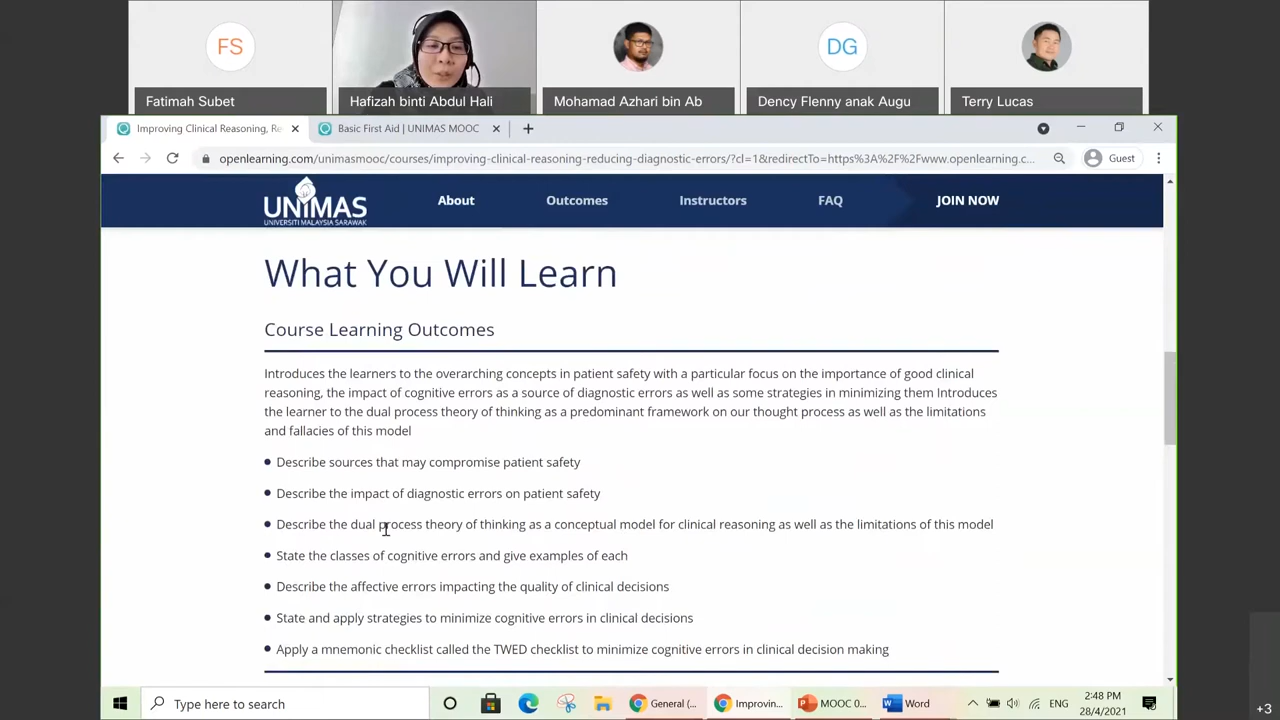 FS
DG
Fatimah Subet
Hafizah binti Abdul Hali
Mohamad Azhari bin Ab
Dency Flenny anak Augu
Terry Lucas
Improving Clinical Reasoning, Re
Basic First Aid | UNIMAS MOOC
openlearning.com/unimasmooc/courses/improving-clinical-reasoning-reducing-diagnostic-errors/?cl=1&redirectTo=https%3A%2F%2Fwww.openlearning.c...
Guest
UNIMAS
UNIVERSITI MALAYSIA SARAWAK
About
Outcomes
Instructors
FAQ
JOIN NOW
What You Will Learn
Course Learning Outcomes
Introduces the learners to the overarching concepts in patient safety with a particular focus on the importance of good clinical
reasoning, the impact of cognitive errors as a source of diagnostic errors as well as some strategies in minimizing them Introduces
the learner to the dual process theory of thinking as a predominant framework on our thought process as well as the limitations
and fallacies of this model
Describe sources that may compromise patient safety
Describe the impact of diagnostic errors on patient safety
Describe the dual process theory of thinking as a conceptual model for clinical reasoning as well as the limitations of this model
State the classes of cognitive errors and give examples of each
Describe the affective errors impacting the quality of clinical decisions
State and apply strategies to minimize cognitive errors in clinical decisions
Apply a mnemonic checklist called the TWED checklist to minimize cognitive errors in clinical decision making
Type here to search
General (...
Improvin...
MOOC 0...
Word
ENG
2:48 PM
28/4/2021
+3